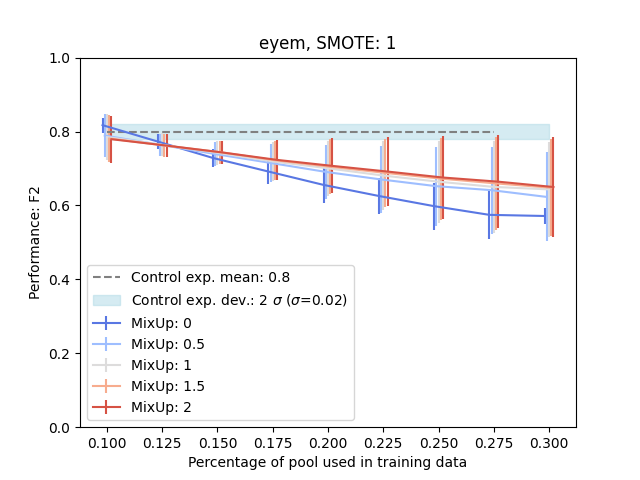 eyem, SMOTE: 1
Performance: F2
1.0
0.8
0.6
0.4
0.2
0.0
Control exp. mean: 0.8
Control exp. dev.: 2 σ (σ=0.02)
MixUp: 0
MixUp: 0.5
MixUp: 1
MixUp: 1.5
MixUp: 2
0.100 0.125 0.150 0.175 0.200 0.225 0.250 0.275 0.300
Percentage of pool used in training data